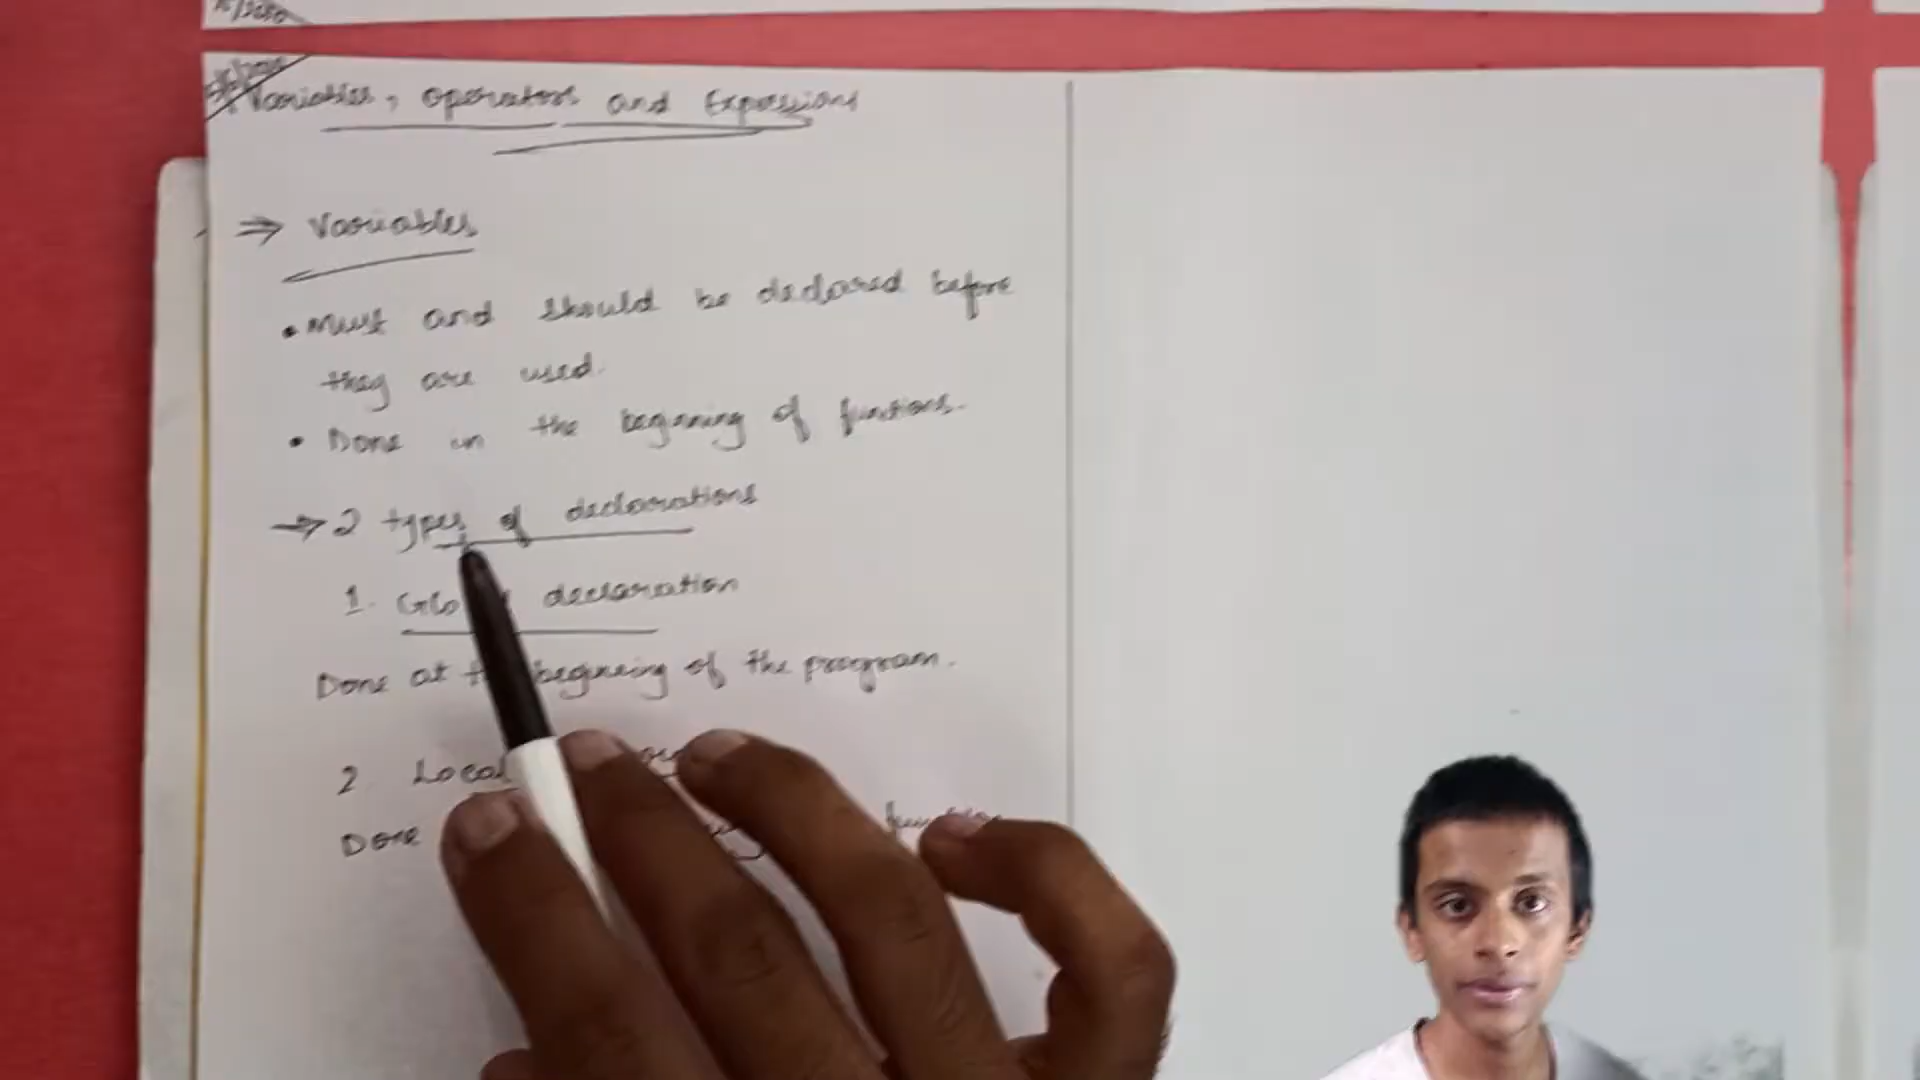 Variables, operators and Expressions
⇒ Variables
• Must and should be declared before
they are used.
• Done in the beginning of functions.
→ 2 types of declarations
1. declaration
Done at beginning of the program.
2. Local
Done function